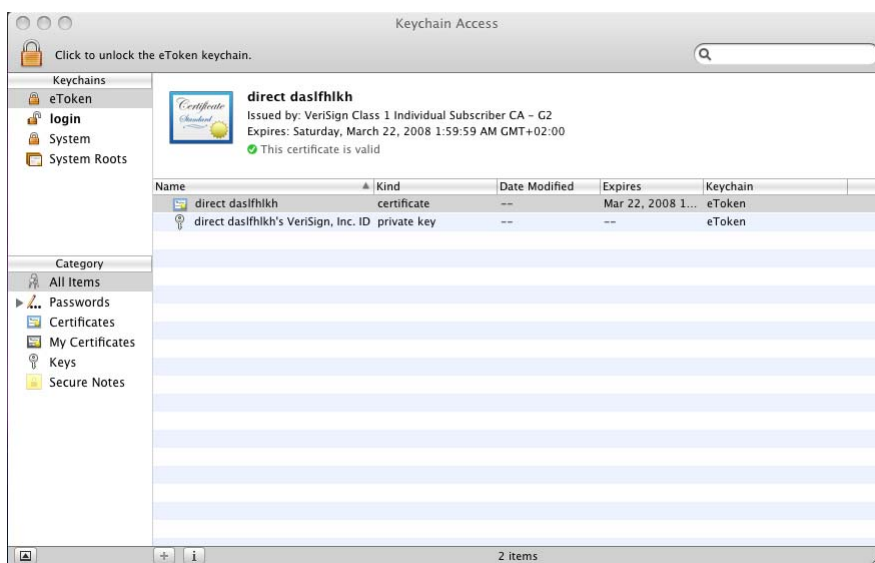 Keychain Access
Click to unlock the eToken keychain.
Keychains
eToken
login
System
System Roots
Certificate
Standard
direct daslfhlkh
Issued by: VeriSign Class 1 Individual Subscriber CA - G2
Expires: Saturday, March 22, 2008 1:59:59 AM GMT+02:00
This certificate is valid
Name Kind Date Modified Expires Keychain
direct daslfhlkh certificate -- Mar 22, 2008 1... eToken
direct daslfhlkh's VeriSign, Inc. ID private key -- -- eToken
Category
All Items
Passwords
Certificates
My Certificates
Keys
Secure Notes
2 items